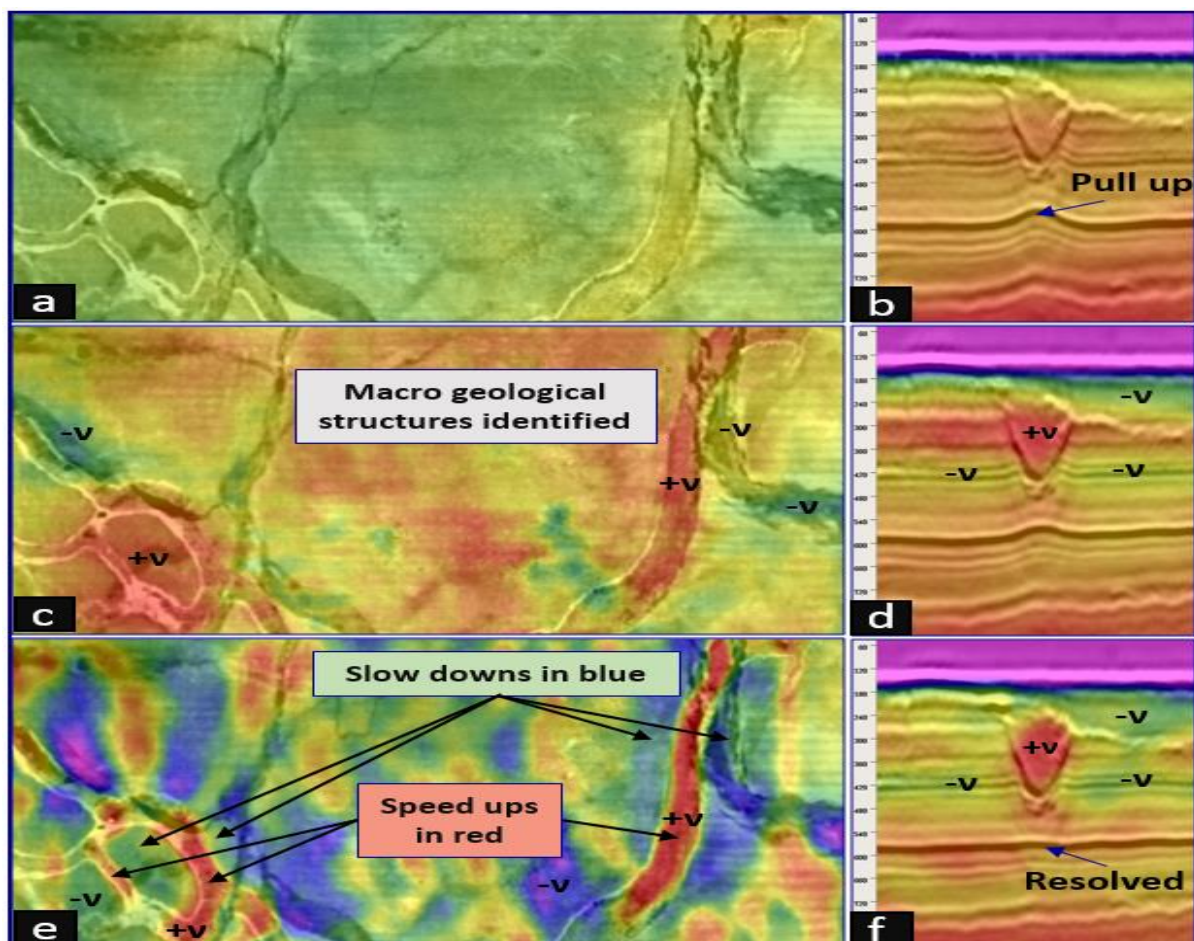 Pull up
a
b
Macro geological
structures identified
-v
-v
+v
-v
+v
c
-v
+v
-v
-v
d
Slow downs in blue
Speed ups
in red
+v
-v
-v
+v
e
-v
+v
-v
-v
Resolved
f